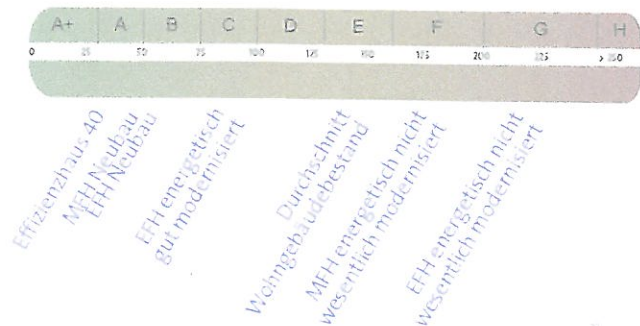 A+ A B C D E F G H
0 25 50 75 100 125 150 175 200 225 > 250
Effizienzhaus 40
MFH Neubau
EFH Neubau
EFH energetisch
gut modernisiert
Durchschnitt
Wohngebäudebestand
MFH energetisch nicht
wesentlich modernisiert
EFH energetisch nicht
wesentlich modernisiert